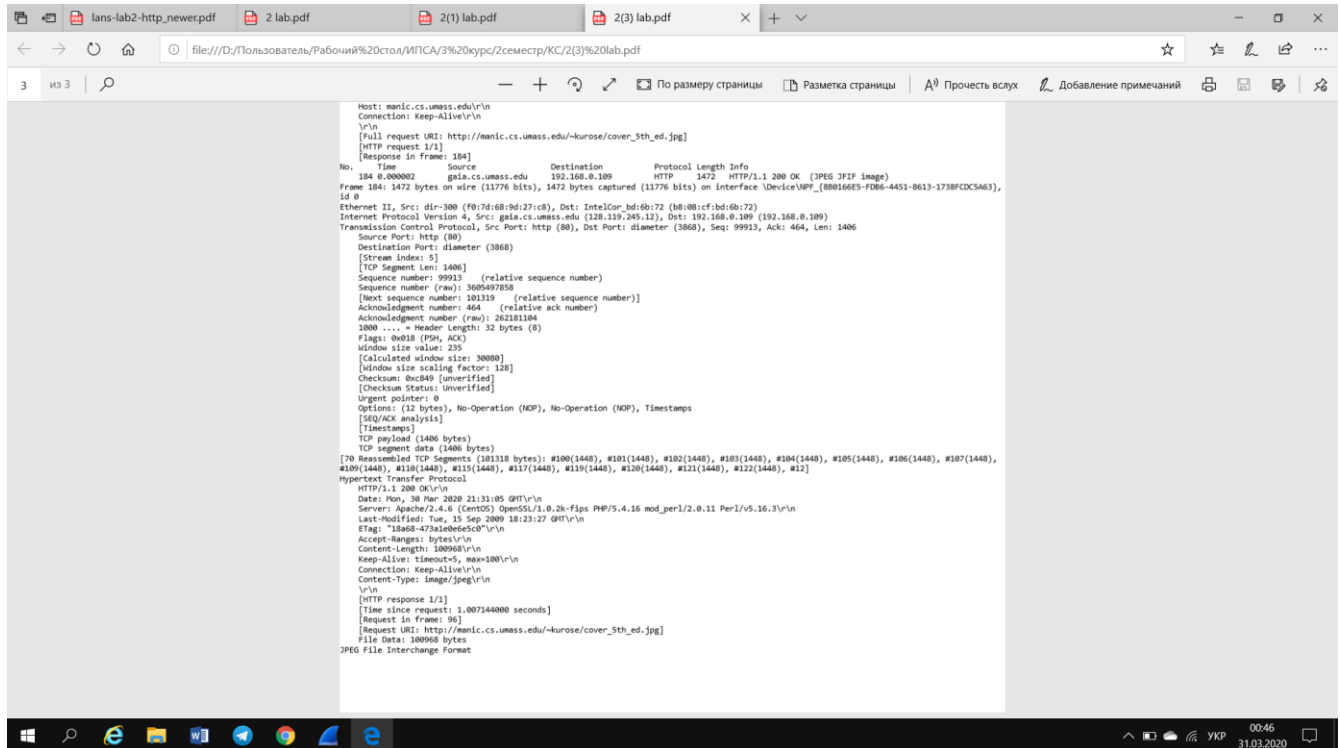 lans-lab2-http_newer.pdf 2 lab.pdf 2(1) lab.pdf 2(3) lab.pdf
file:///D:/Пользователь/Рабочий%20стол/ИПСА/3%20курс/2семестр/КС/2(3)%20lab.pdf
3 из 3 По размеру страницы Разметка страницы Прочесть вслух Добавление примечаний
Host: manic.cs.umass.edu\r\n
Connection: Keep-Alive\r\n
\r\n
[Full request URI: http://manic.cs.umass.edu/~kurose/cover_5th_ed.jpg]
[HTTP request 1/1]
[Response in frame: 184]
No. Time Source Destination Protocol Length Info
184 0.000002 gaia.cs.umass.edu 192.168.0.109 HTTP 1472 HTTP/1.1 200 OK (JPEG JFIF image)
Frame 184: 1472 bytes on wire (11776 bits), 1472 bytes captured (11776 bits) on interface \Device\NPF_{880166E5-FDB6-4451-8613-1738FCDC5A63},
id 0
Ethernet II, Src: dir-300 (f0:7d:68:9d:27:c8), Dst: IntelCor_bd:6b:72 (b8:08:cf:bd:6b:72)
Internet Protocol Version 4, Src: gaia.cs.umass.edu (128.119.245.12), Dst: 192.168.0.109 (192.168.0.109)
Transmission Control Protocol, Src Port: http (80), Dst Port: diameter (3868), Seq: 99913, Ack: 464, Len: 1406
Source Port: http (80)
Destination Port: diameter (3868)
[Stream index: 5]
[TCP Segment Len: 1406]
Sequence number: 99913 (relative sequence number)
Sequence number (raw): 3605497858
[Next sequence number: 101319 (relative sequence number)]
Acknowledgment number: 464 (relative ack number)
Acknowledgment number (raw): 262181104
1000 .... = Header Length: 32 bytes (8)
Flags: 0x018 (PSH, ACK)
Window size value: 235
[Calculated window size: 30080]
[Window size scaling factor: 128]
Checksum: 0xc849 [unverified]
[Checksum Status: Unverified]
Urgent pointer: 0
Options: (12 bytes), No-Operation (NOP), No-Operation (NOP), Timestamps
[SEQ/ACK analysis]
[Timestamps]
TCP payload (1406 bytes)
TCP segment data (1406 bytes)
[70 Reassembled TCP Segments (101318 bytes): #100(1448), #101(1448), #102(1448), #103(1448), #104(1448), #105(1448), #106(1448), #107(1448),
#109(1448), #110(1448), #115(1448), #117(1448), #119(1448), #120(1448), #121(1448), #122(1448), #12]
Hypertext Transfer Protocol
HTTP/1.1 200 OK\r\n
Date: Mon, 30 Mar 2020 21:31:05 GMT\r\n
Server: Apache/2.4.6 (CentOS) OpenSSL/1.0.2k-fips PHP/5.4.16 mod_perl/2.0.11 Perl/v5.16.3\r\n
Last-Modified: Tue, 15 Sep 2009 18:23:27 GMT\r\n
ETag: "18a68-473a1e0e6e5c0"\r\n
Accept-Ranges: bytes\r\n
Content-Length: 100968\r\n
Keep-Alive: timeout=5, max=100\r\n
Connection: Keep-Alive\r\n
Content-Type: image/jpeg\r\n
\r\n
[HTTP response 1/1]
[Time since request: 1.007144000 seconds]
[Request in frame: 96]
[Request URI: http://manic.cs.umass.edu/~kurose/cover_5th_ed.jpg]
File Data: 100968 bytes
JPEG File Interchange Format
УКР 00:46
31.03.2020